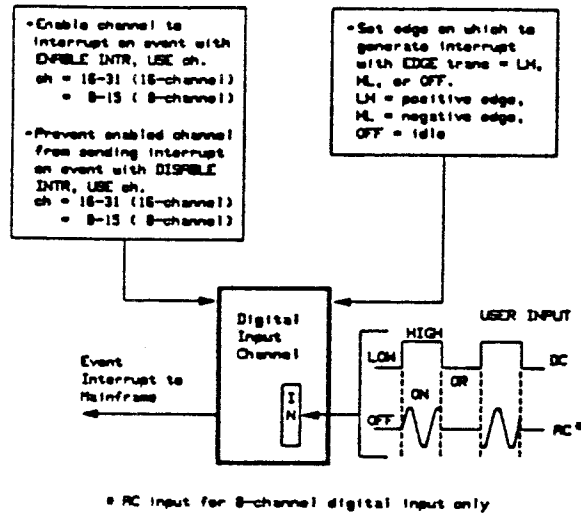 •Enable channel to
interrupt on event with
ENABLE INTR, USE ch.
ch = 16-31 (16-channel)
= 8-15 ( 8-channel)
•Prevent enabled channel
from sending interrupt
on event with DISABLE
INTR, USE ch.
ch = 16-31 (16-channel)
= 8-15 ( 8-channel)
•Set edge on which to
generate interrupt
with EDGE trans = LH,
HL, or OFF.
LH = positive edge,
HL = negative edge,
OFF = idle
Digital
Input
Channel
IN
Event
Interrupt to
Mainframe
USER INPUT
HIGH
LOW
DC
OR
ON
OFF
AC*
* AC input for 8-channel digital input only